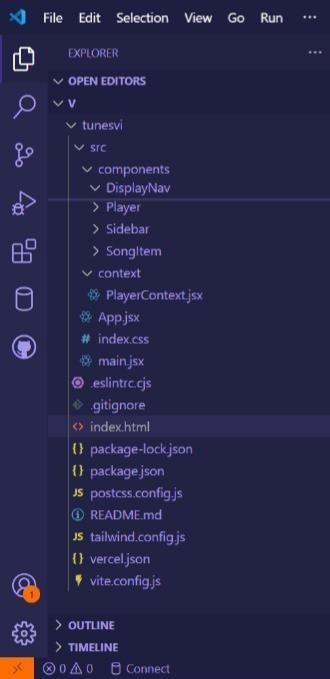 File Edit Selection View Go Run ...
EXPLORER ...
OPEN EDITORS
V
tunesvi
src
components
DisplayNav
Player
Sidebar
SongItem
context
PlayerContext.jsx
App.jsx
# index.css
main.jsx
.eslintrc.cjs
.gitignore
<> index.html
{} package-lock.json
{} package.json
JS postcss.config.js
README.md
JS tailwind.config.js
{} vercel.json
vite.config.js
1
OUTLINE
TIMELINE
0 0 Connect